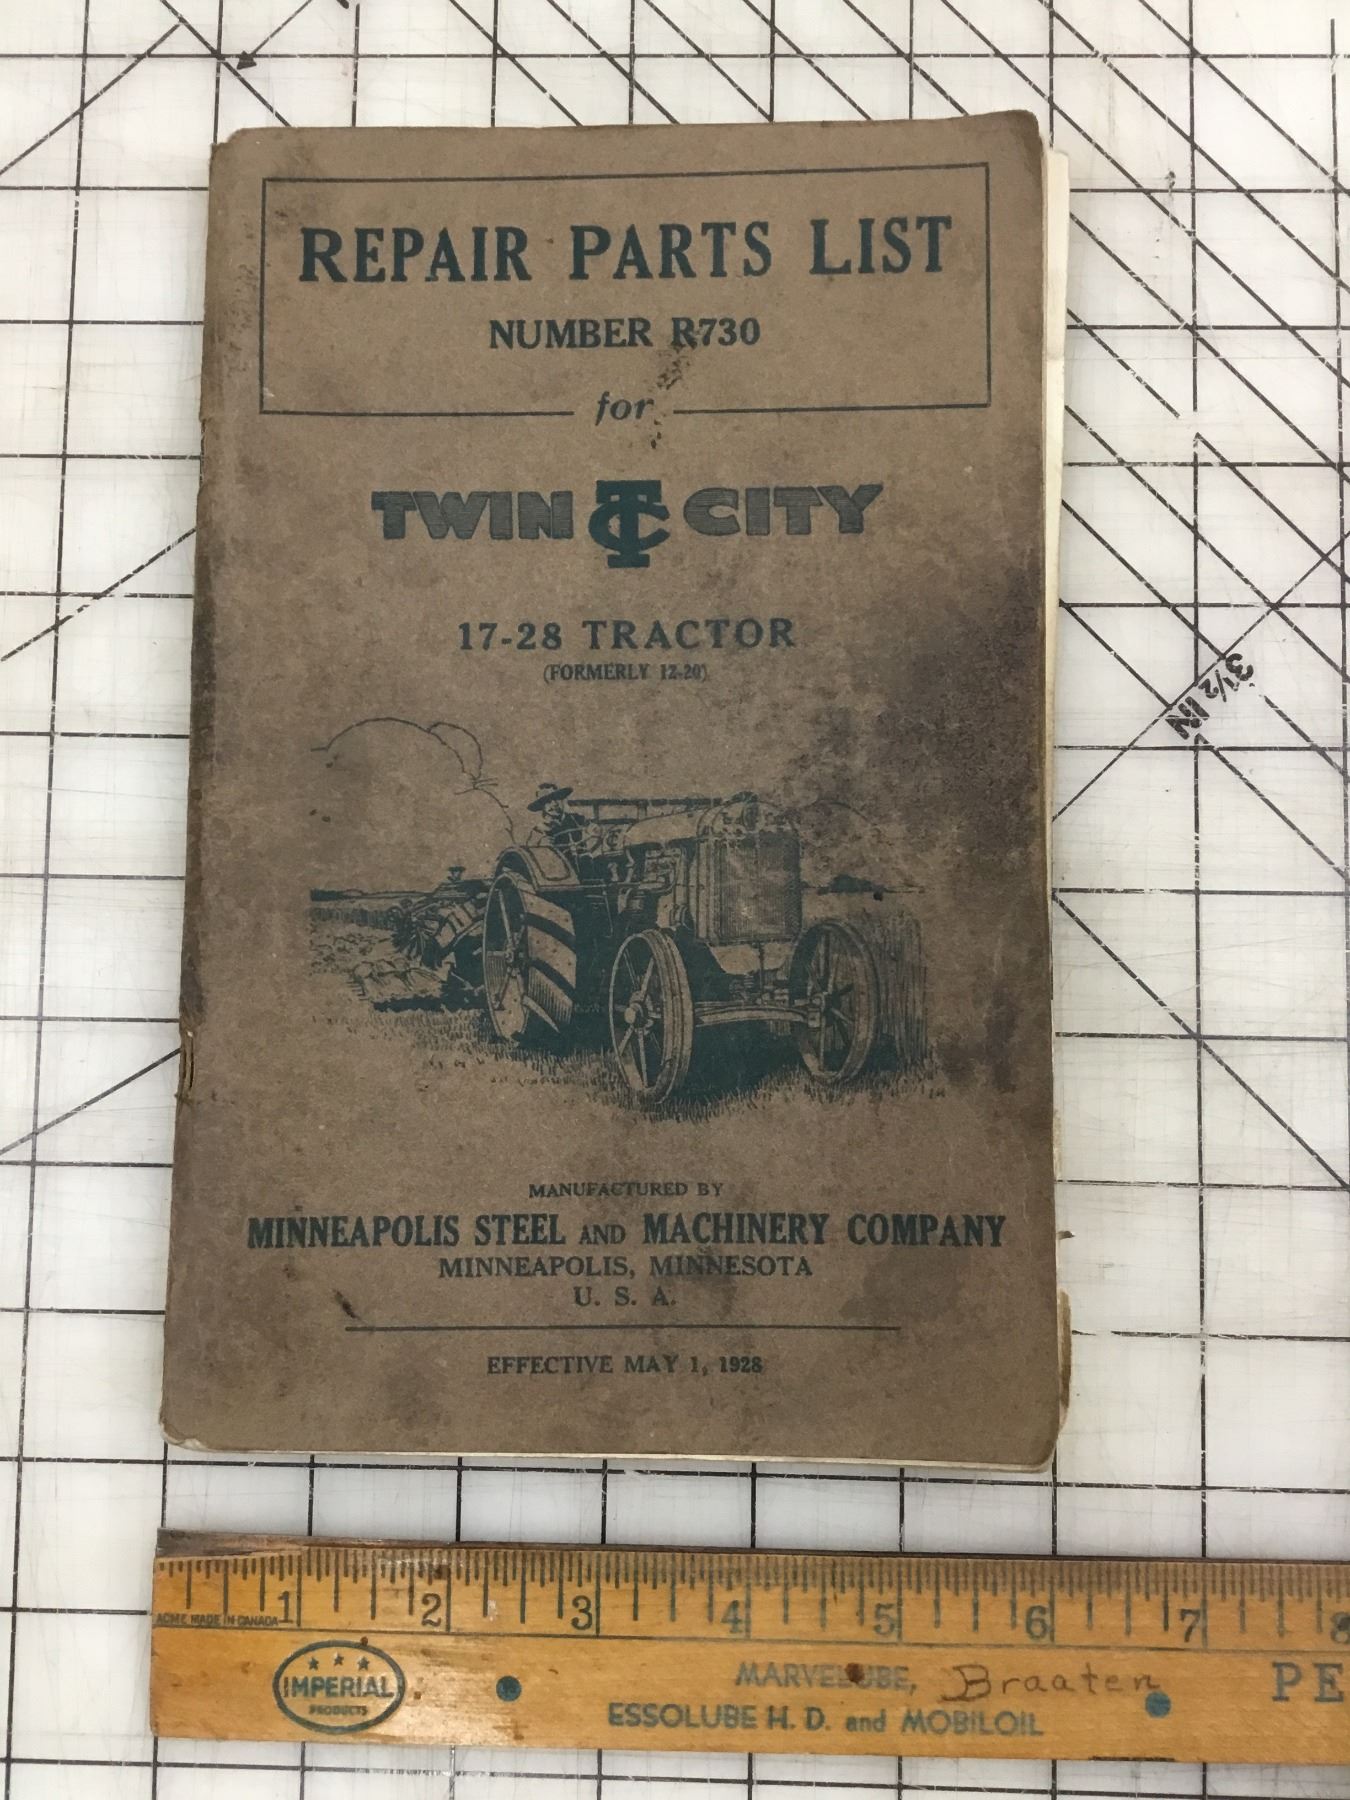 REPAIR PARTS LIST
NUMBER R-730
for
TWIN TC CITY
17-28 TRACTOR
(FORMERLY 12-20)
MANUFACTURED BY
MINNEAPOLIS STEEL AND MACHINERY COMPANY
MINNEAPOLIS, MINNESOTA
U. S. A.
EFFECTIVE MAY 1, 1928
3½ IN
1 2 3 4 5 6 7 8
ACME MADE IN CANADA
IMPERIAL
PRODUCTS
MARVELUBE, Braaten
ESSOLUBE H. D. and MOBILOIL
PE